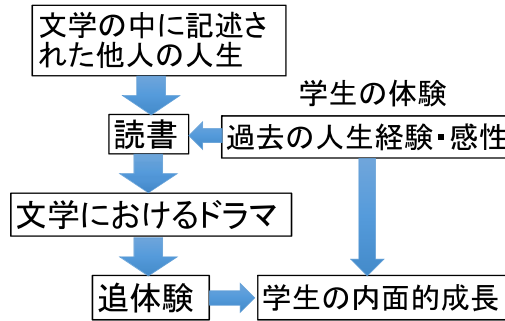 文学の中に記述さ
れた他人の人生
学生の体験
読書
過去の人生経験・感性
文学におけるドラマ
追体験
学生の内面的成長